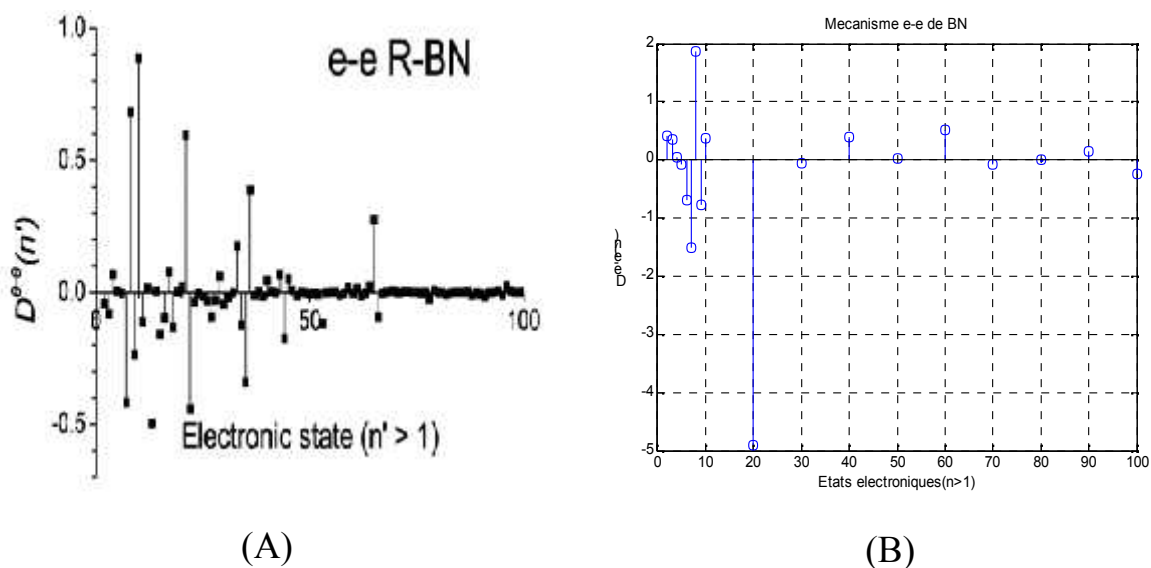 1.0
e-e R-BN
0.5
D^e-e(n')
0.0
0
50
100
-0.5
Electronic state (n' > 1)
(A)
Mecanisme e-e de BN
2
1
0
-1
-2
-3
-4
-5
0 10 20 30 40 50 60 70 80 90 100
Etats electroniques(n>1)
(B)